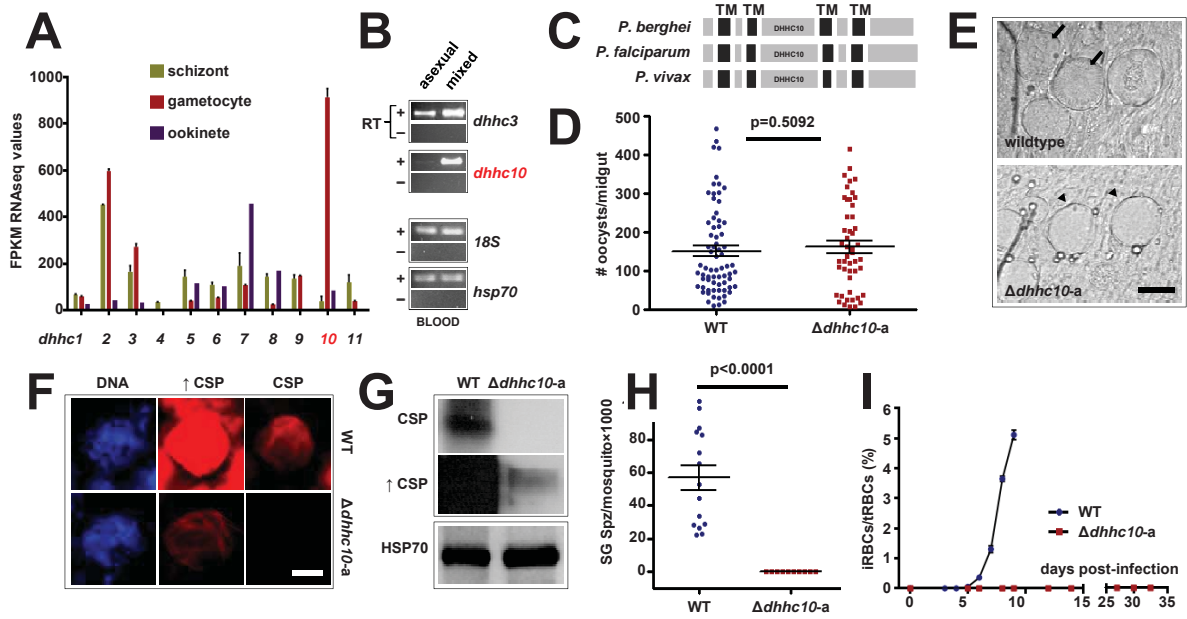 A
FPKM RNAseq values
1000
800
600
400
200
0
schizont
gametocyte
ookinete
dhhc1 2 3 4 5 6 7 8 9 10 11
B
asexual
mixed
RT
+
−
dhhc3
+
−
dhhc10
+
−
18S
+
−
hsp70
BLOOD
C
TM TM TM TM
P. berghei DHHC10
P. falciparum DHHC10
P. vivax DHHC10
D
p=0.5092
# oocysts/midgut
500
400
300
200
100
0
WT Δdhhc10-a
E
wildtype
Δdhhc10-a
F
DNA ↑ CSP CSP
WT
Δdhhc10-a
G
WT Δdhhc10-a
CSP
↑ CSP
HSP70
H
p<0.0001
SG Spz/mosquito×1000
80
60
40
20
0
WT Δdhhc10-a
I
iRBCs/tRBCs (%)
6
5
4
3
2
1
0
WT
Δdhhc10-a
days post-infection
0 5 10 15 25 30 35